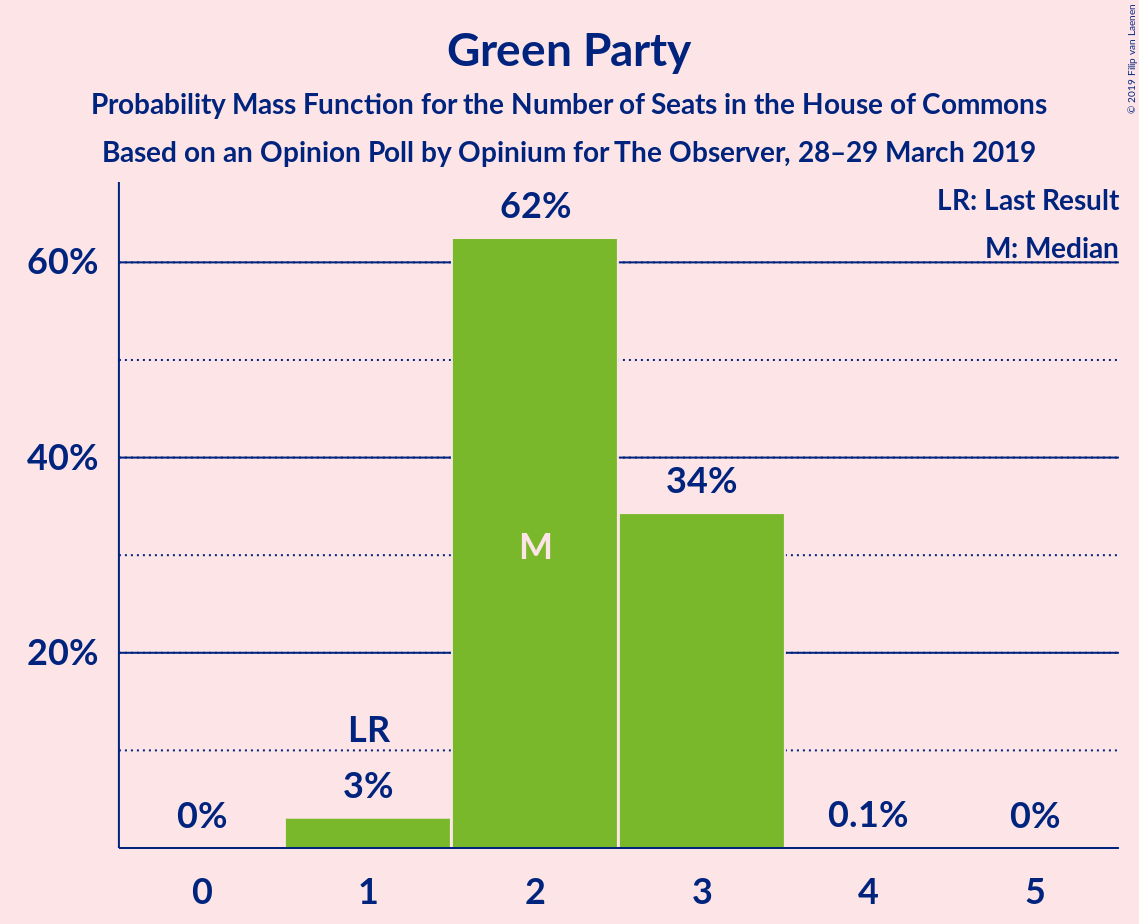 Green Party
Probability Mass Function for the Number of Seats in the House of Commons
Based on an Opinion Poll by Opinium for The Observer, 28–29 March 2019
© 2019 Filip van Laenen
LR: Last Result
M: Median
60%
40%
20%
0%
LR
3%
62%
M
34%
0.1%
0%
0
1
2
3
4
5